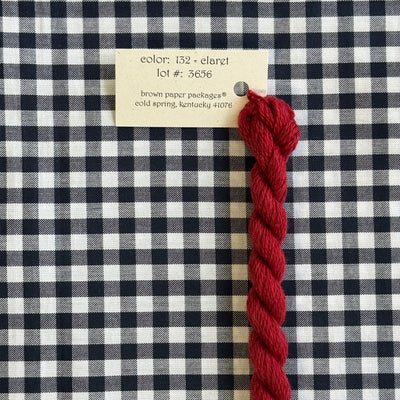 color: 132 - claret
lot #: 3656
brown paper packages®
cold spring, kentucky 41076